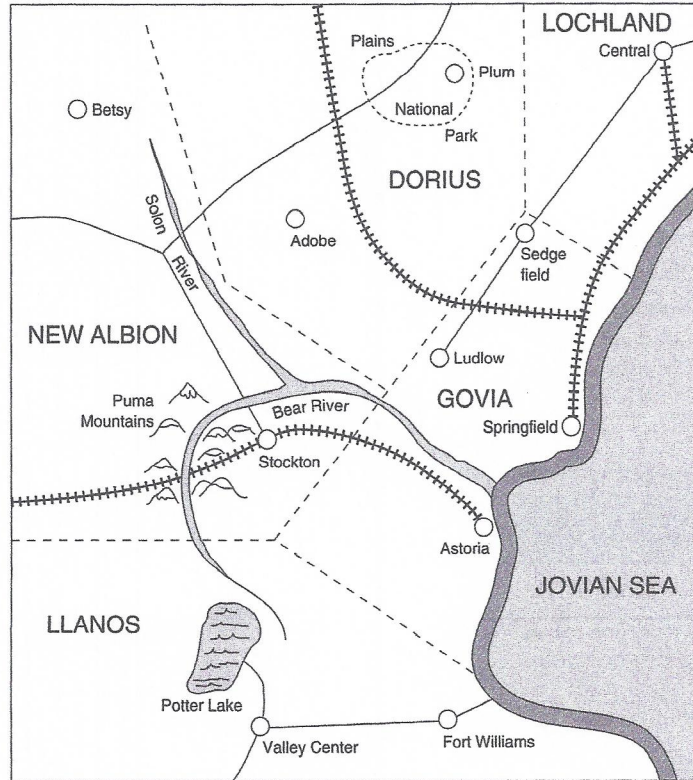 LOCHLAND
Plains
Central
Plum
Betsy
National
Park
DORIUS
Solon
River
Adobe
Sedge
field
NEW ALBION
Ludlow
Puma
Mountains
GOVIA
Bear River
Springfield
Stockton
Astoria
JOVIAN SEA
LLANOS
Potter Lake
Valley Center
Fort Williams